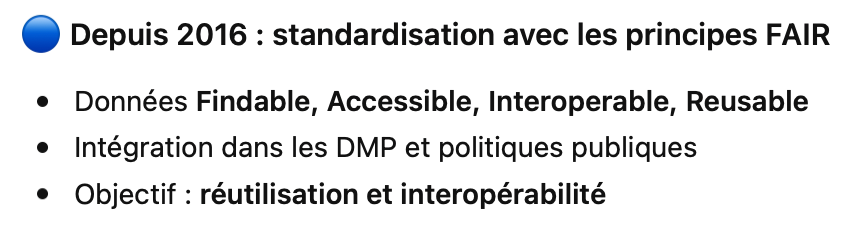 🔵 Depuis 2016 : standardisation avec les principes FAIR
• Données Findable, Accessible, Interoperable, Reusable
• Intégration dans les DMP et politiques publiques
• Objectif : réutilisation et interopérabilité